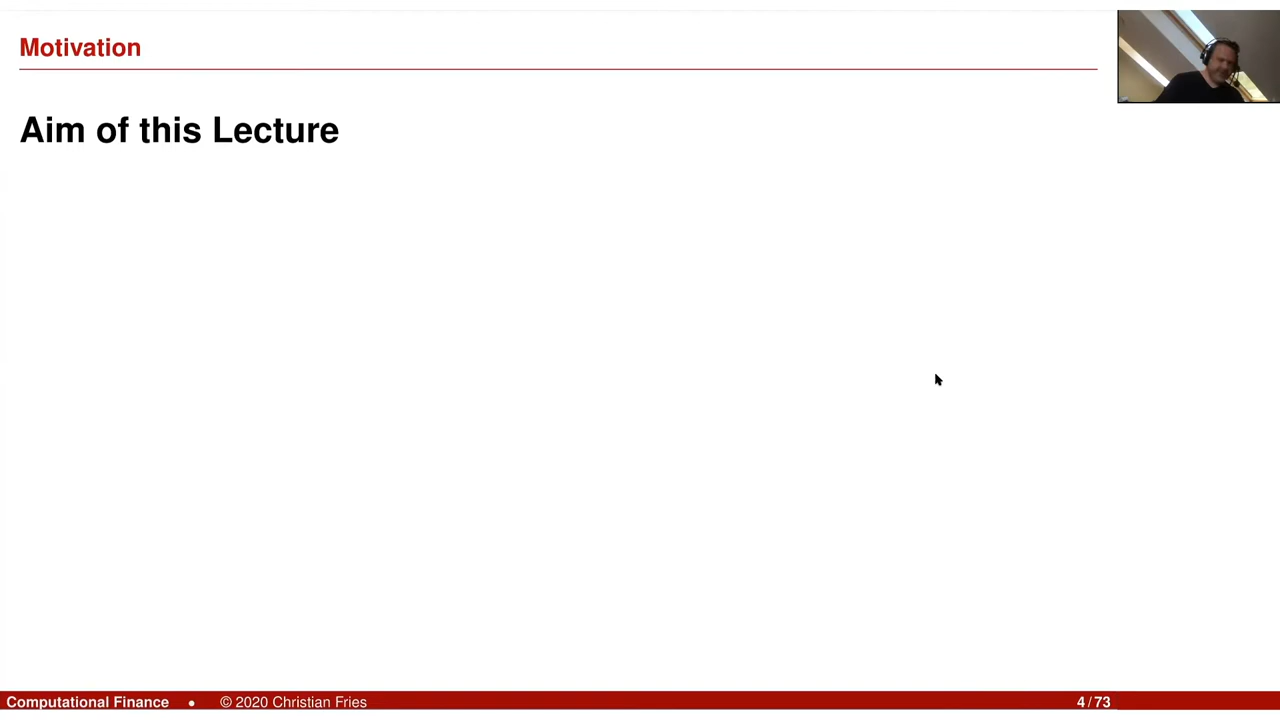 Motivation
Aim of this Lecture
Computational Finance • © 2020 Christian Fries 4/73